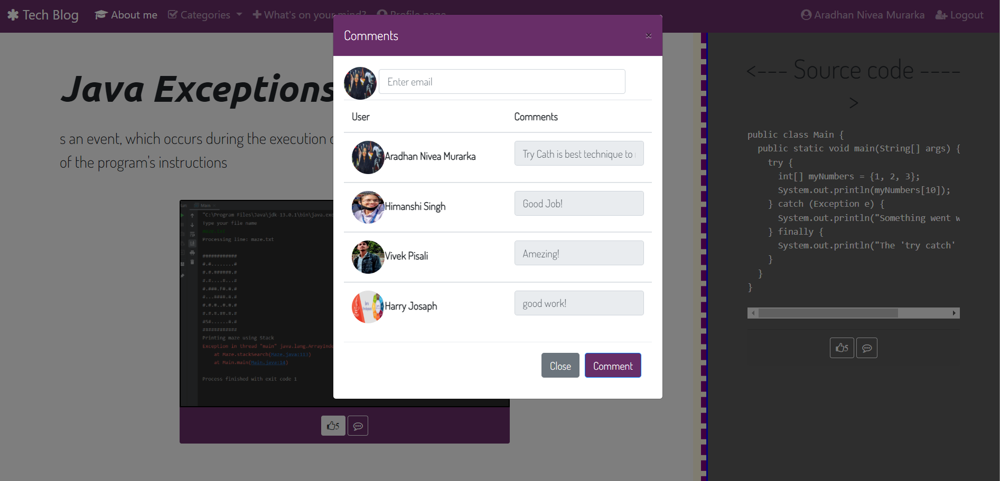 Tech Blog
About me
Categories
What's on your mind?
Profile page
Aradhan Nivea Murarka
Logout
Comments
×
Enter email
User
Comments
Aradhan Nivea Murarka
Try Cath is best technique to
Himanshi Singh
Good Job!
Vivek Pisali
Amezing!
Harry Josaph
good work!
Close
Comment
Java Exceptions
s an event, which occurs during the execution
of the program's instructions
Main
"C:\Program Files\Java\jdk-13.0.1\bin\java.exe
Type your file name
maze.txt
Processing line: maze.txt
############
#.#........#
#.#.######.#
#.#....#...#
#.###.F#.#.#
#...####.#.#
#.#.#..#.#.#
#.#.#.##.#.#
#S#......#.#
############
Printing maze using Stack
Exception in thread "main" java.lang.ArrayInde
at Maze.stackSearch(Maze.java:113)
at Main.main(Main.java:14)
Process finished with exit code 1
5
<--- Source code ----
>
public class Main {
public static void main(String[] args) {
try {
int[] myNumbers = {1, 2, 3};
System.out.println(myNumbers[10]);
} catch (Exception e) {
System.out.println("Something went w
} finally {
System.out.println("The 'try catch'
}
}
}
5